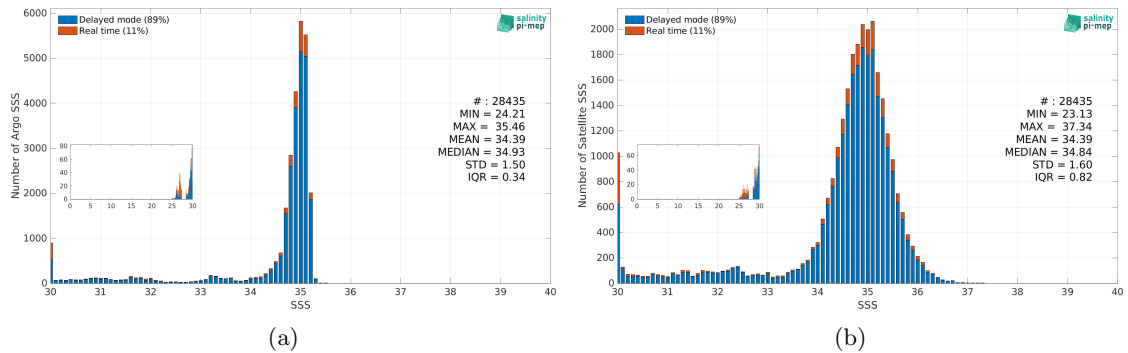 Delayed mode (89%)
Real time (11%)
salinity
pi-mep
6000
5000
4000
3000
2000
1000
0
Number of Argo SSS
# : 28435
MIN = 24.21
MAX = 35.46
MEAN = 34.39
MEDIAN = 34.93
STD = 1.50
IQR = 0.34
80
60
40
20
0
0 5 10 15 20 25 30
30 31 32 33 34 35 36 37 38 39 40
SSS
(a)
Delayed mode (89%)
Real time (11%)
salinity
pi-mep
2000
1800
1600
1400
1200
1000
800
600
400
200
0
Number of Satellite SSS
# : 28435
MIN = 23.13
MAX = 37.34
MEAN = 34.39
MEDIAN = 34.84
STD = 1.60
IQR = 0.82
60
40
20
0
0 5 10 15 20 25 30
30 31 32 33 34 35 36 37 38 39 40
SSS
(b)